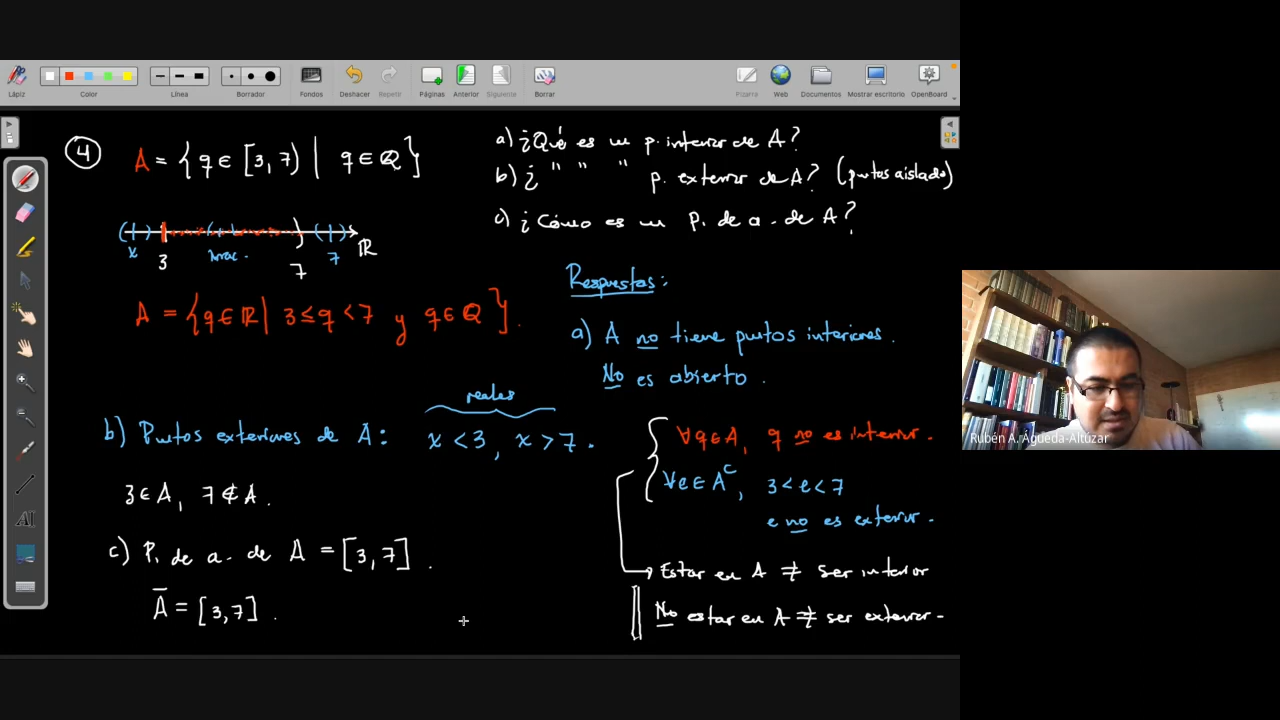 Lápiz Color Línea Borrador Fondos Deshacer Repetir Páginas Anterior Siguiente Borrar Pizarra Web Documentos Mostrar escritorio OpenBoard
4
A = {q ∈ [3, 7) | q ∈ ℚ}
x 3 irrac. 7 7 ℝ
A = {q ∈ ℝ | 3 ≤ q < 7 y q ∈ ℚ}.
a) ¿Qué es un p. interior de A?
b) ¿ " " " p. exterior de A? (puntos aislado)
c) ¿Cómo es un p. de a. de A?
Respuestas:
a) A no tiene puntos interiores.
No es abierto.
reales
b) Puntos exteriores de A: x < 3, x > 7.
3 ∈ A, 7 ∉ A.
c) P. de a. de A = [3, 7].
A̅ = [3, 7].
∀q ∈ A, q no es interior.
∀e ∈ Aᶜ, 3 < e < 7
e no es exterior.
Estar en A ≠ ser interior
No estar en A ≠ ser exterior.
Rubén A. Águeda-Altúzar